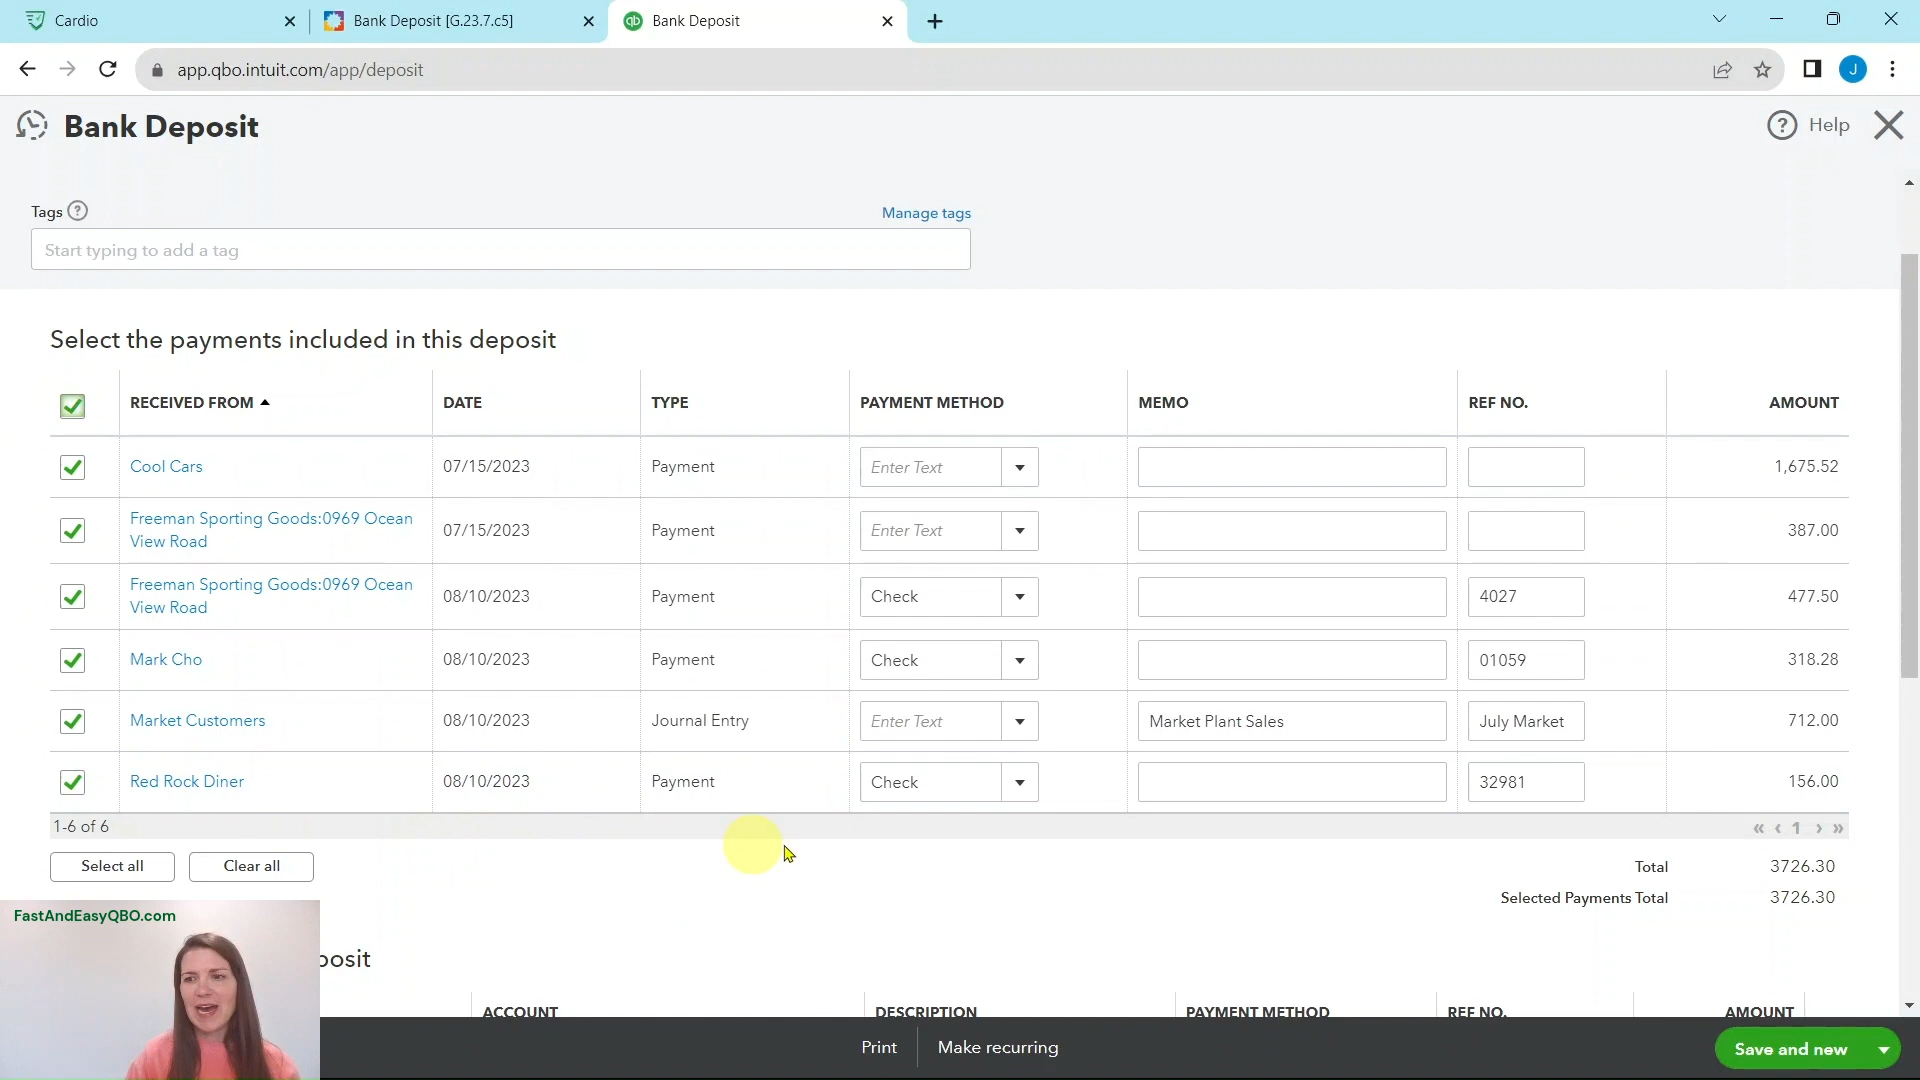 Cardio
Bank Deposit [G.23.7.c5]
qb Bank Deposit
app.qbo.intuit.com/app/deposit
J
Bank Deposit
? Help
Tags ?
Manage tags
Start typing to add a tag
Select the payments included in this deposit
RECEIVED FROM DATE TYPE PAYMENT METHOD MEMO REF NO. AMOUNT
Cool Cars 07/15/2023 Payment Enter Text 1,675.52
Freeman Sporting Goods:0969 Ocean
View Road 07/15/2023 Payment Enter Text 387.00
Freeman Sporting Goods:0969 Ocean
View Road 08/10/2023 Payment Check 4027 477.50
Mark Cho 08/10/2023 Payment Check 01059 318.28
Market Customers 08/10/2023 Journal Entry Enter Text Market Plant Sales July Market 712.00
Red Rock Diner 08/10/2023 Payment Check 32981 156.00
1-6 of 6
« ‹ 1 › »
Select all Clear all
Total 3726.30
Selected Payments Total 3726.30
FastAndEasyQBO.com
posit
ACCOUNT DESCRIPTION PAYMENT METHOD REF NO. AMOUNT
Print Make recurring
Save and new